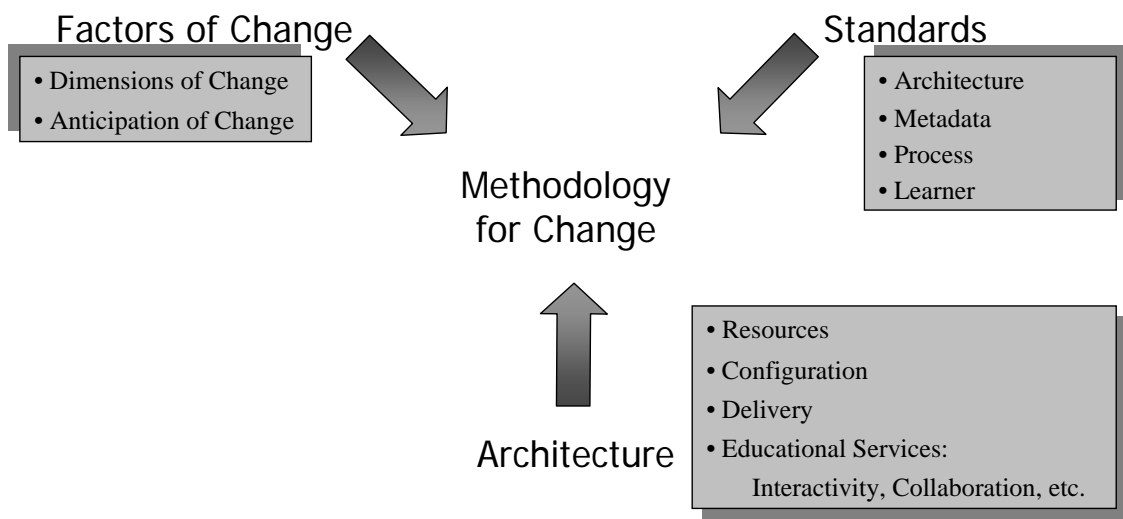 Factors of Change
• Dimensions of Change
• Anticipation of Change
Standards
• Architecture
• Metadata
• Process
• Learner
Methodology
for Change
Architecture
• Resources
• Configuration
• Delivery
• Educational Services:
Interactivity, Collaboration, etc.